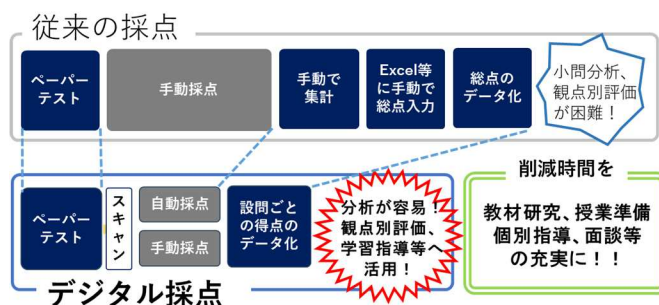 従来の採点
ペーパー
テスト
手動採点
手動で
集計
Excel等
に手動で
総点入力
総点の
データ化
小問分析、
観点別評価
が困難！
ペーパー
テスト
スキャン
自動採点
手動採点
設問ごと
の得点の
データ化
分析が容易！
観点別評価、
学習指導等へ
活用！
デジタル採点
削減時間を
教材研究、授業準備
個別指導、面談等
の充実に！！